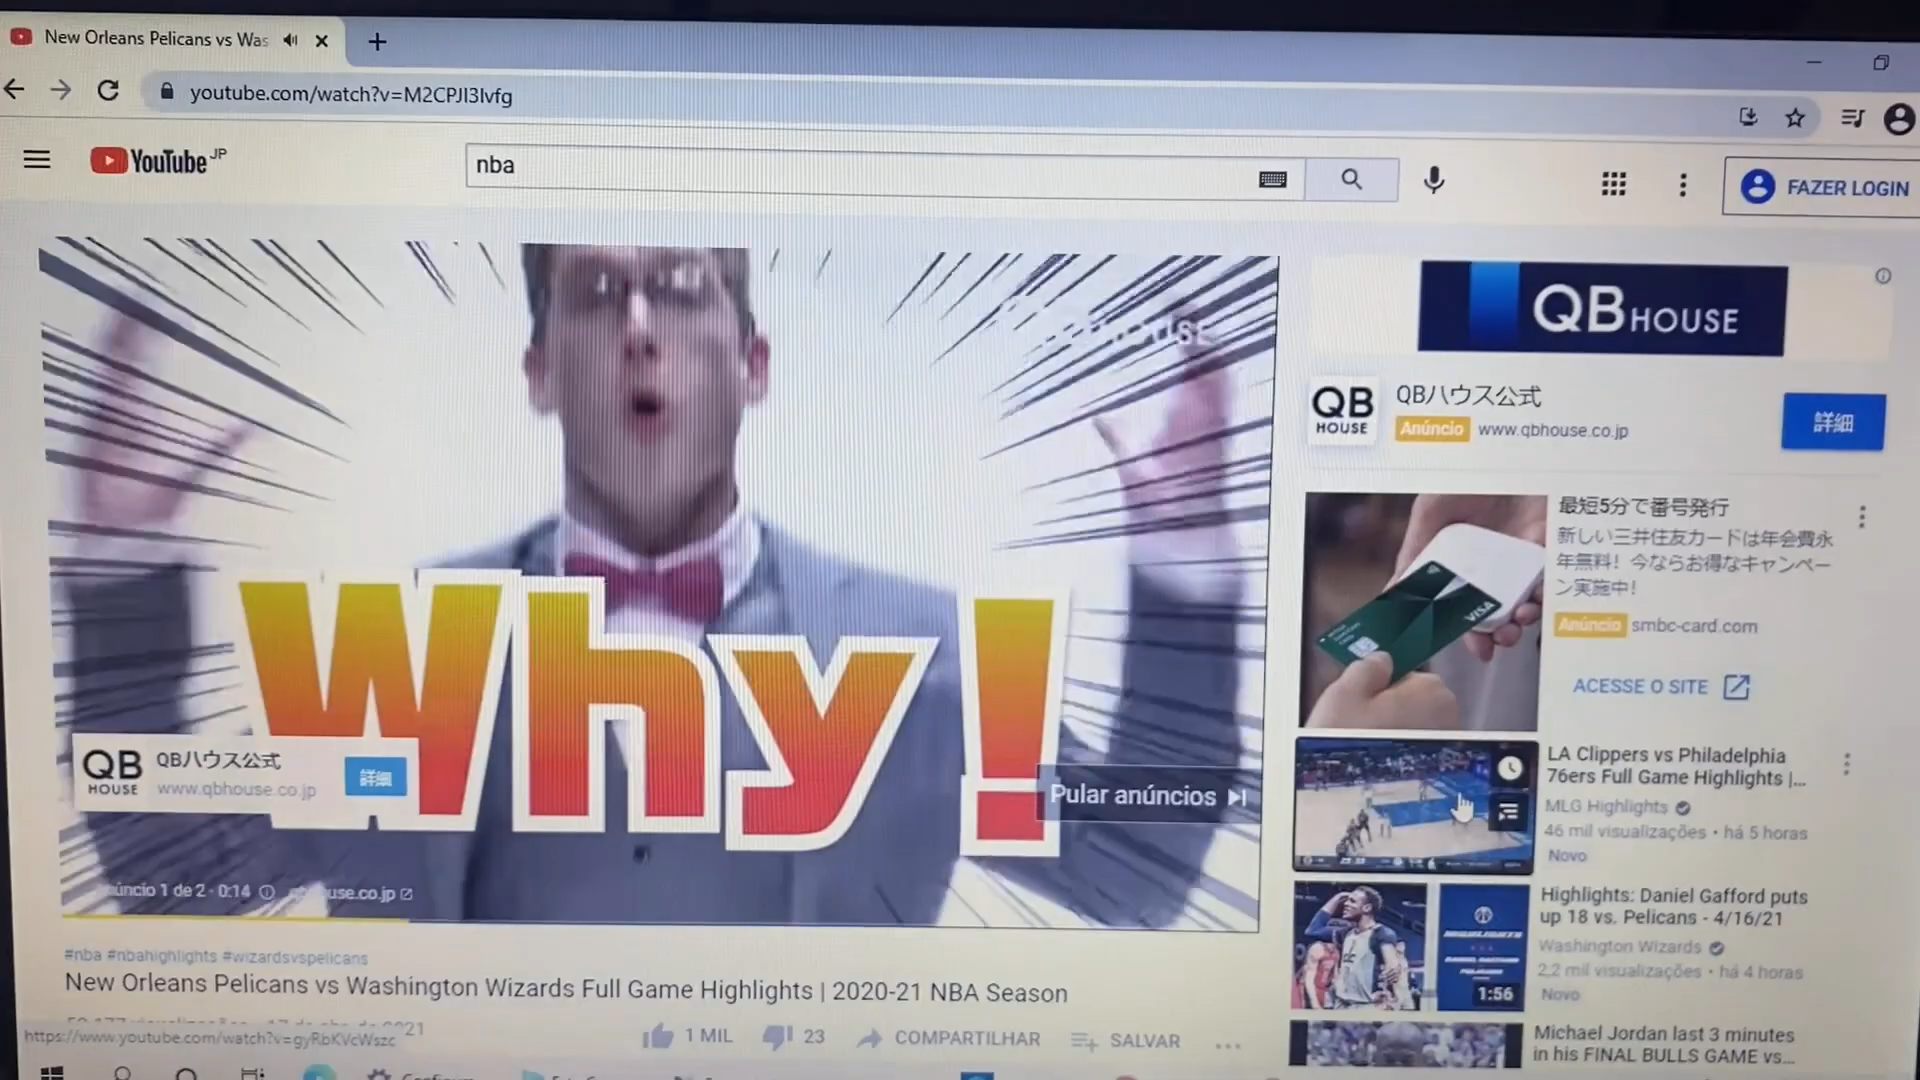 New Orleans Pelicans vs Was
youtube.com/watch?v=M2CPJI3lvfg
YouTube JP
nba
FAZER LOGIN
QB HOUSE
QB HOUSE
QBハウス公式
Anúncio www.qbhouse.co.jp
詳細
最短5分で番号発行
新しい三井住友カードは年会費永
年無料！今ならお得なキャンペー
ン実施中！
Anúncio smbc-card.com
ACESSE O SITE
VISA
Why!
QB HOUSE
QBハウス公式
www.qbhouse.co.jp
詳細
Pular anúncios
Anúncio 1 de 2 · 0:14
LA Clippers vs Philadelphia
76ers Full Game Highlights |...
MLG Highlights
46 mil visualizações • há 5 horas
Novo
Highlights: Daniel Gafford puts
up 18 vs. Pelicans - 4/16/21
Washington Wizards
2,2 mil visualizações • há 4 horas
Novo
1:56
Michael Jordan last 3 minutes
in his FINAL BULLS GAME vs...
#nba #nbahighlights #wizardsvspelicans
New Orleans Pelicans vs Washington Wizards Full Game Highlights | 2020-21 NBA Season
1 MIL
23
COMPARTILHAR
SALVAR
https://www.youtube.com/watch?v=gyRbKVcWszc